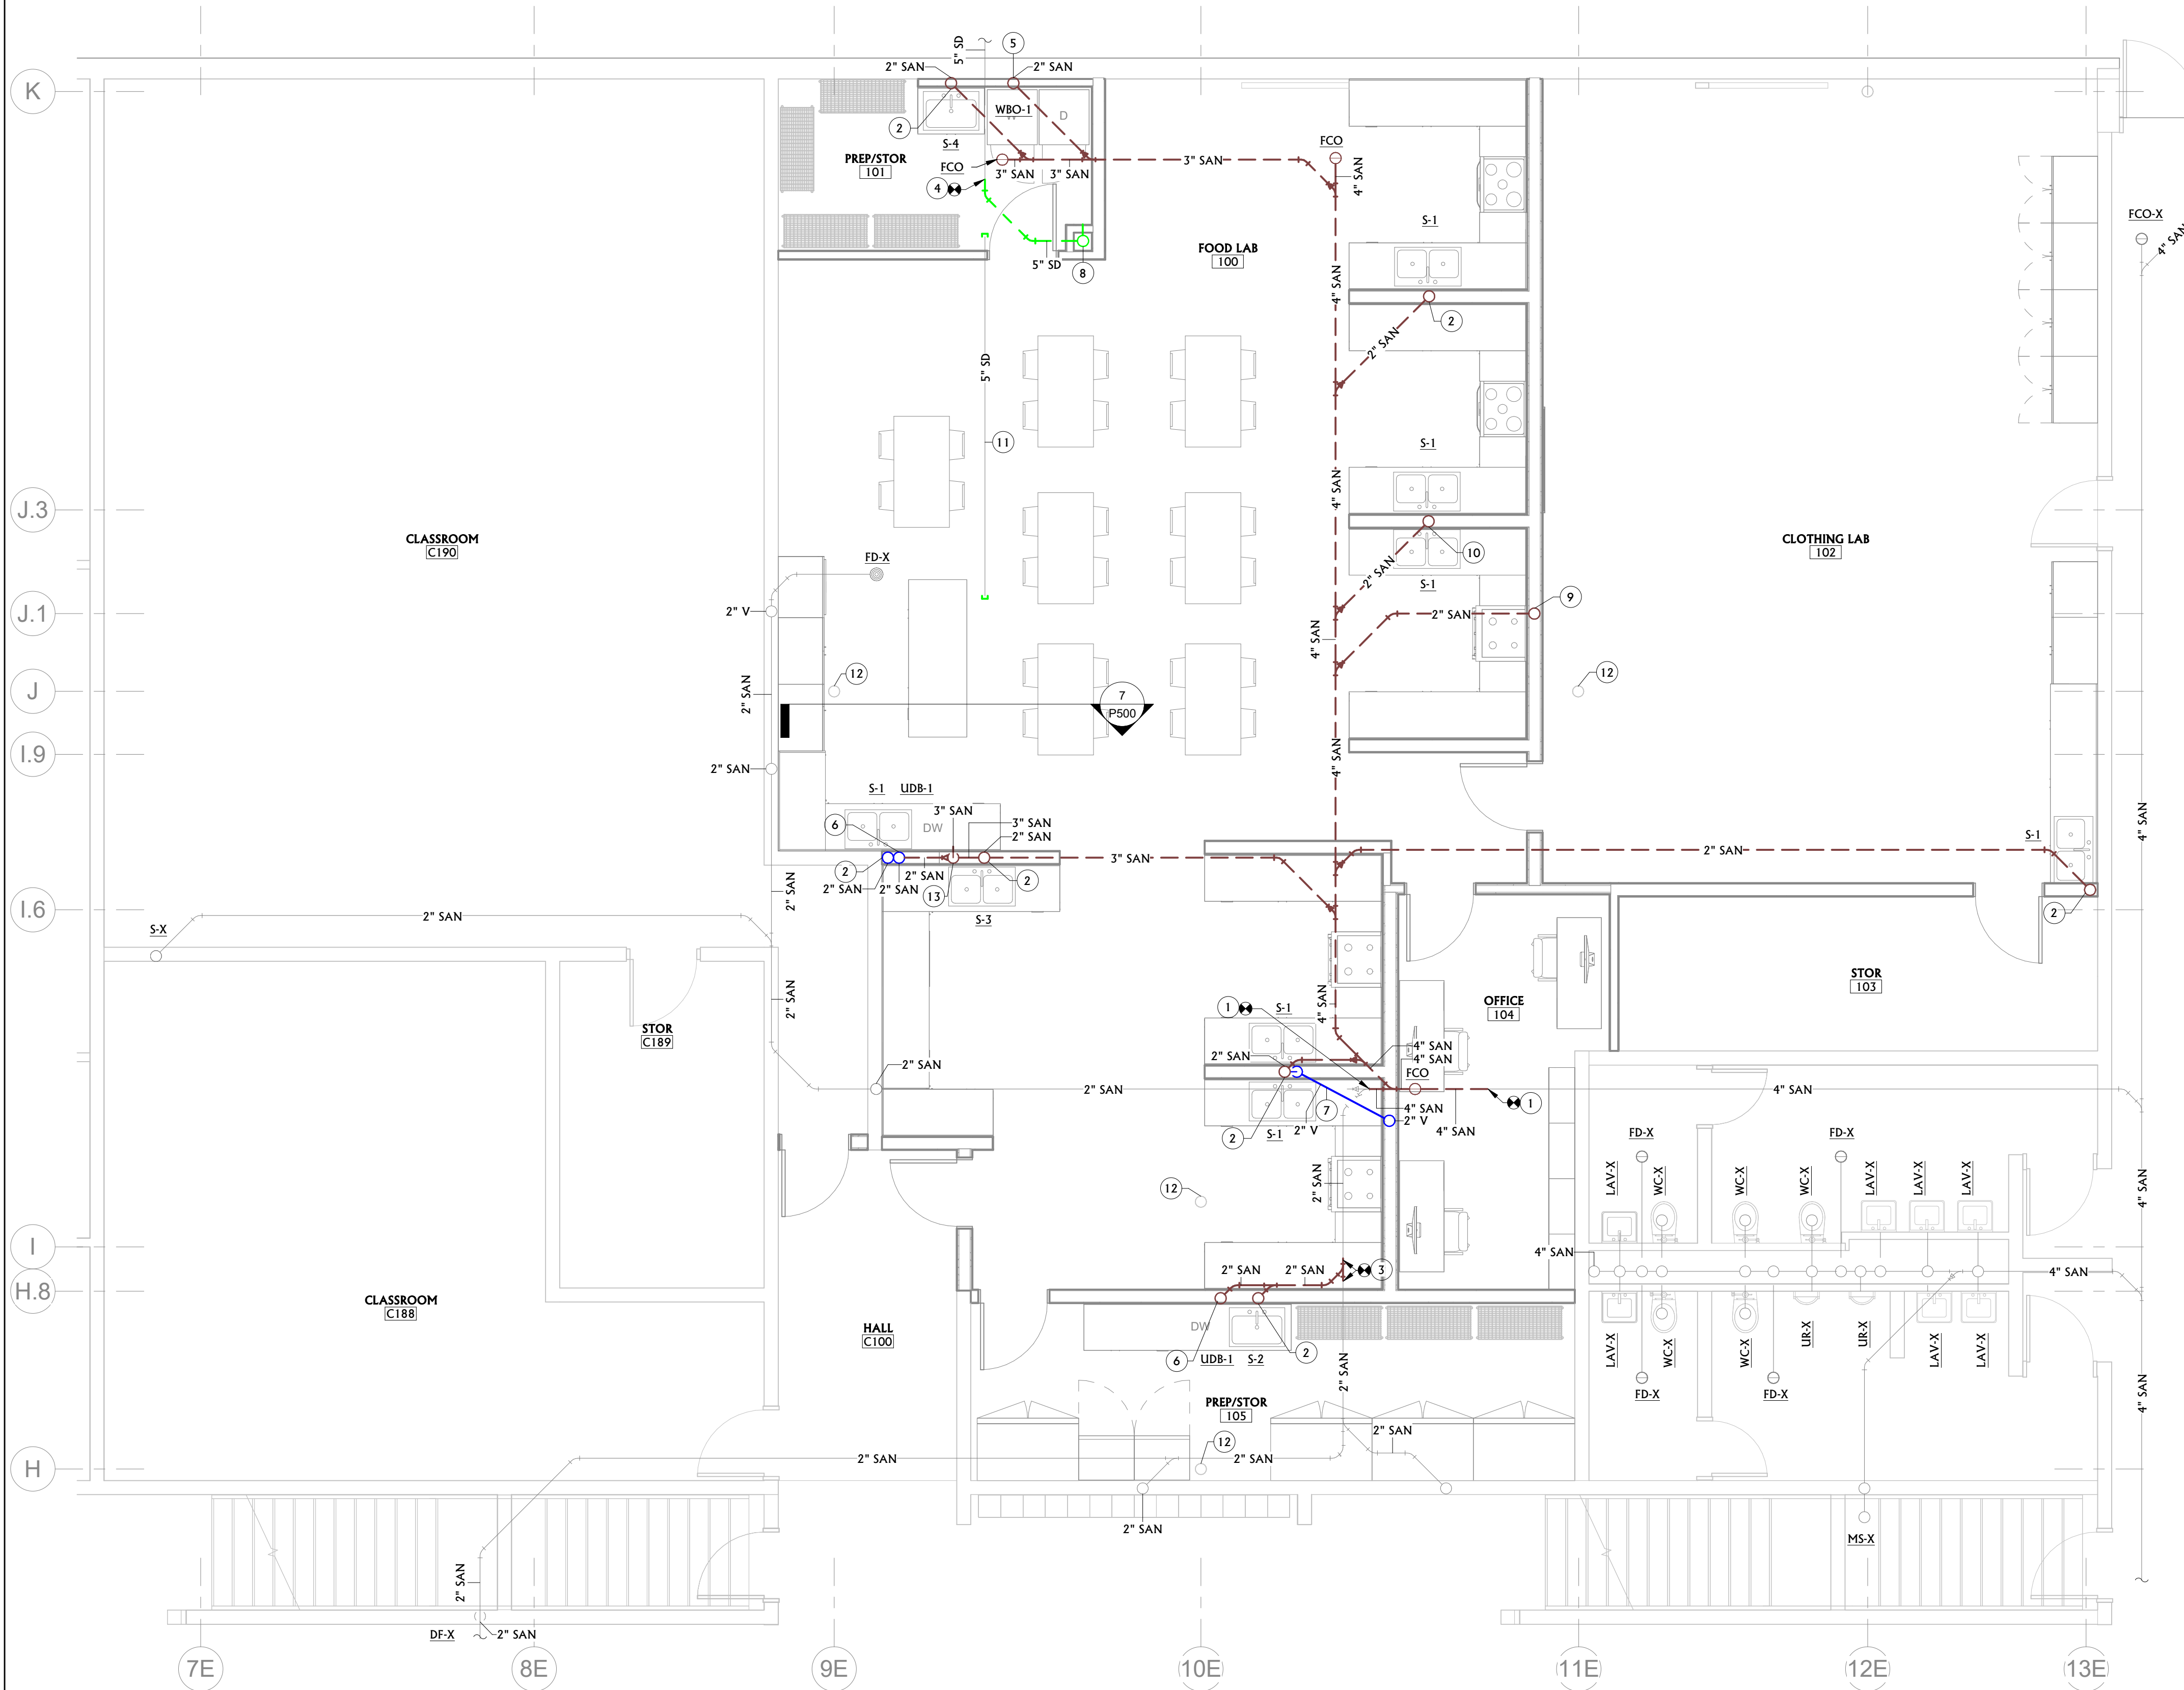 5" SD
5
2" SAN
2" SAN
K
WBO-1
W
D
2
S-4
PREP/STOR
101
FCO
3" SAN
3" SAN
3" SAN
FCO
4" SAN
4
5" SD
8
FOOD LAB
100
S-1
4" SAN
FCO-X
4" SAN
2
2" SAN
5" SD
11
S-1
4" SAN
J.3
CLASSROOM
C190
CLOTHING LAB
102
10
2" SAN
S-1
FD-X
2" V
J.1
9
2" SAN
4" SAN
12
12
J
2" SAN
7
P500
I.9
2" SAN
4" SAN
S-1
UDB-1
3" SAN
DW
3" SAN
2" SAN
6
3" SAN
2" SAN
S-1
4" SAN
2
2" SAN
2" SAN
2" SAN
13
2
2" SAN
S-3
I.6
2" SAN
S-X
2
STOR
103
2" SAN
1
S-1
4" SAN
OFFICE
104
STOR
C189
4" SAN
4" SAN
2" SAN
2" SAN
FCO
2" SAN
4" SAN
7
4" SAN
1
2" V
2" V
4" SAN
2
S-1
FD-X
FD-X
LAV-X
WC-X
WC-X
WC-X
LAV-X
LAV-X
LAV-X
4" SAN
12
2" SAN
I
4" SAN
4" SAN
2" SAN
2" SAN
3
H.8
CLASSROOM
C188
HALL
C100
DW
6
UDB-1
S-2
2
LAV-X
WC-X
WC-X
UR-X
UR-X
LAV-X
LAV-X
FD-X
FD-X
2" SAN
4" SAN
PREP/STOR
105
12
2" SAN
2" SAN
2" SAN
H
2" SAN
MS-X
2" SAN
DF-X
2" SAN
7E
8E
9E
10E
11E
12E
13E